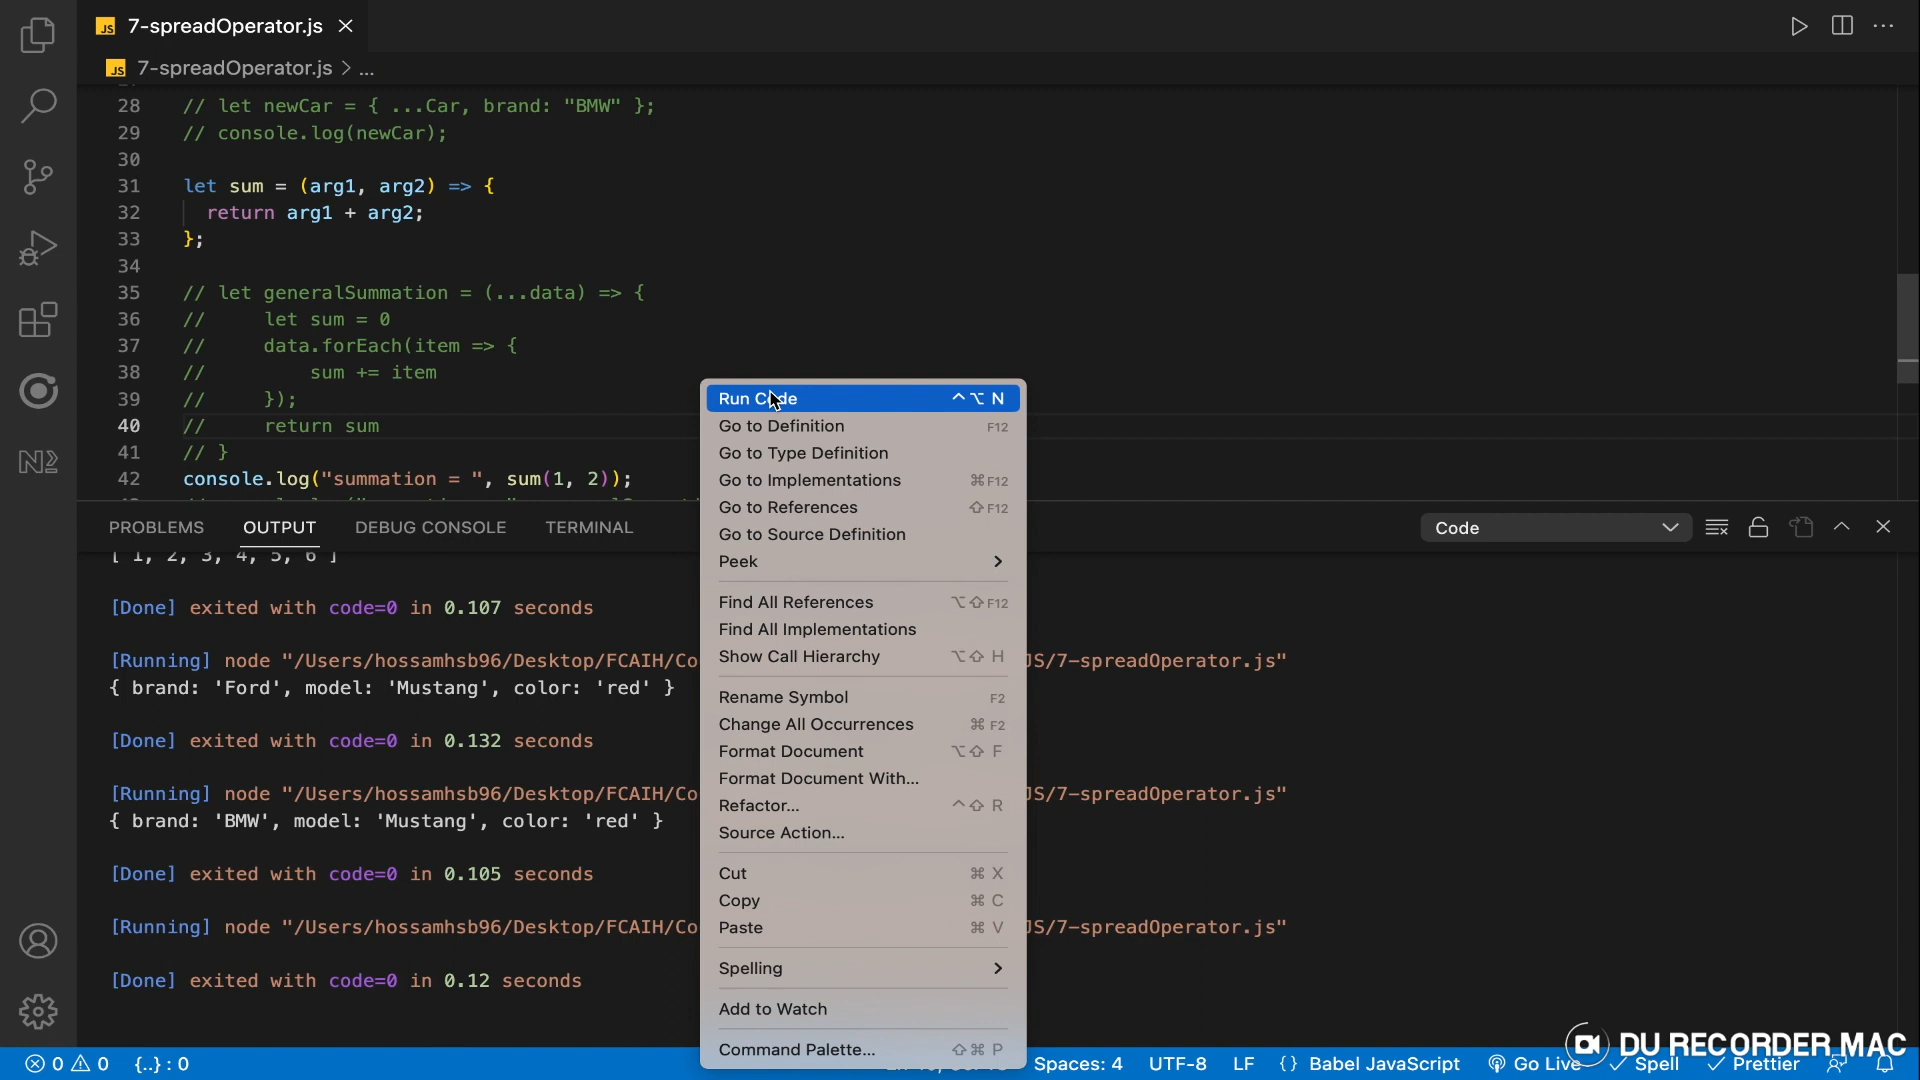 JS 7-spreadOperator.js
JS 7-spreadOperator.js > ...
28 // let newCar = { ...Car, brand: "BMW" };
29 // console.log(newCar);
30
31 let sum = (arg1, arg2) => {
32 return arg1 + arg2;
33 };
34
35 // let generalSummation = (...data) => {
36 // let sum = 0
37 // data.forEach(item => {
38 // sum += item
39 // });
40 // return sum
41 // }
42 console.log("summation = ", sum(1, 2));
Run Code ^⌥ N
Go to Definition F12
Go to Type Definition
Go to Implementations ⌘F12
Go to References ⇧F12
Go to Source Definition
Peek
Find All References ⌥⇧F12
Find All Implementations
Show Call Hierarchy ⌥⇧ H
Rename Symbol F2
Change All Occurrences ⌘ F2
Format Document ⌥⇧ F
Format Document With...
Refactor... ^⇧ R
Source Action...
Cut ⌘ X
Copy ⌘ C
Paste ⌘ V
Spelling
Add to Watch
Command Palette... ⇧⌘ P
PROBLEMS OUTPUT DEBUG CONSOLE TERMINAL Code
[ 1, 2, 3, 4, 5, 6 ]
[Done] exited with code=0 in 0.107 seconds
[Running] node "/Users/hossamhsb96/Desktop/FCAIH/Co JS/7-spreadOperator.js"
{ brand: 'Ford', model: 'Mustang', color: 'red' }
[Done] exited with code=0 in 0.132 seconds
[Running] node "/Users/hossamhsb96/Desktop/FCAIH/Co JS/7-spreadOperator.js"
{ brand: 'BMW', model: 'Mustang', color: 'red' }
[Done] exited with code=0 in 0.105 seconds
[Running] node "/Users/hossamhsb96/Desktop/FCAIH/Co JS/7-spreadOperator.js"
[Done] exited with code=0 in 0.12 seconds
DU RECORDER MAC
0 0 {..} : 0 Spaces: 4 UTF-8 LF {} Babel JavaScript Go Live Spell Prettier